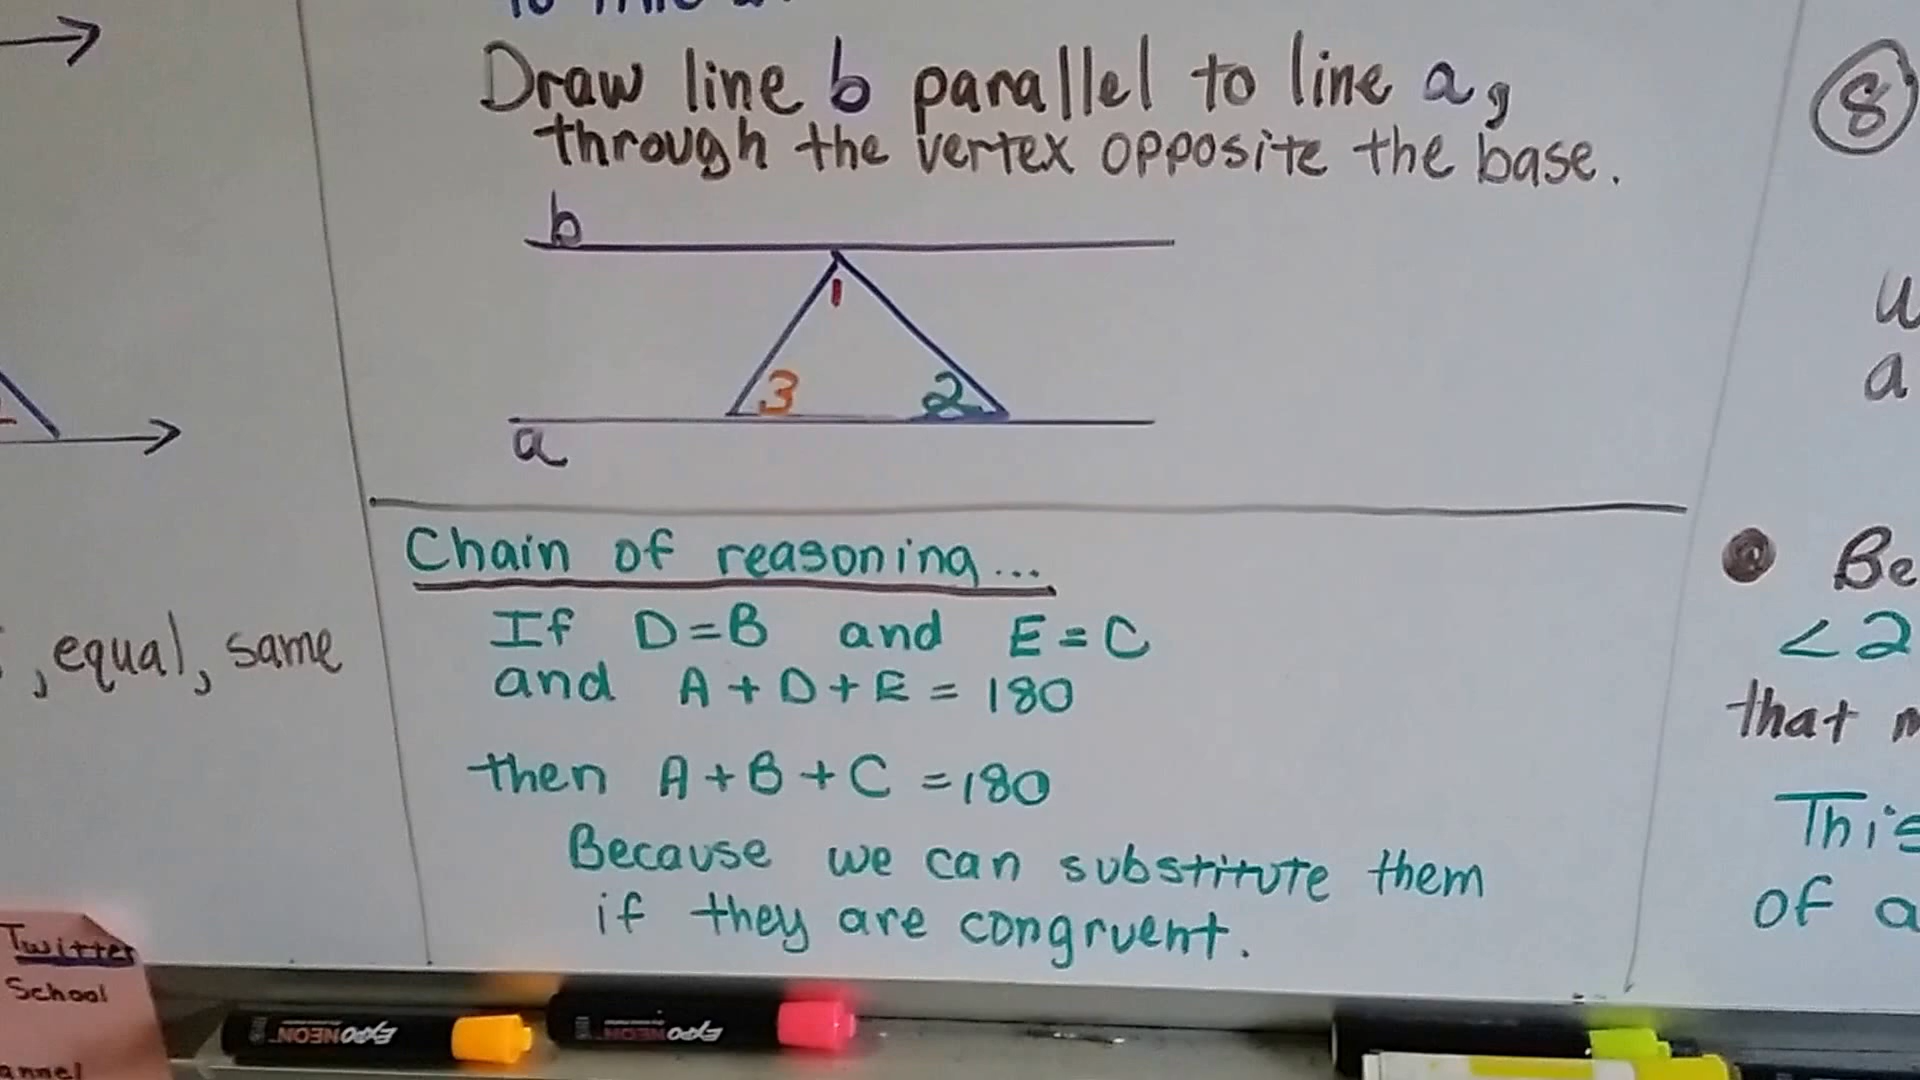 Draw line b parallel to line a,
through the vertex opposite the base.
b
1
3 2
a
Chain of reasoning...
If D=B and E=C
and A+D+E=180
then A+B+C=180
Because we can substitute them
if they are congruent.
, equal, same
Twitter
School
8
a
Be
<2
that
This
of a
EXPO NEON
EXPO NEON